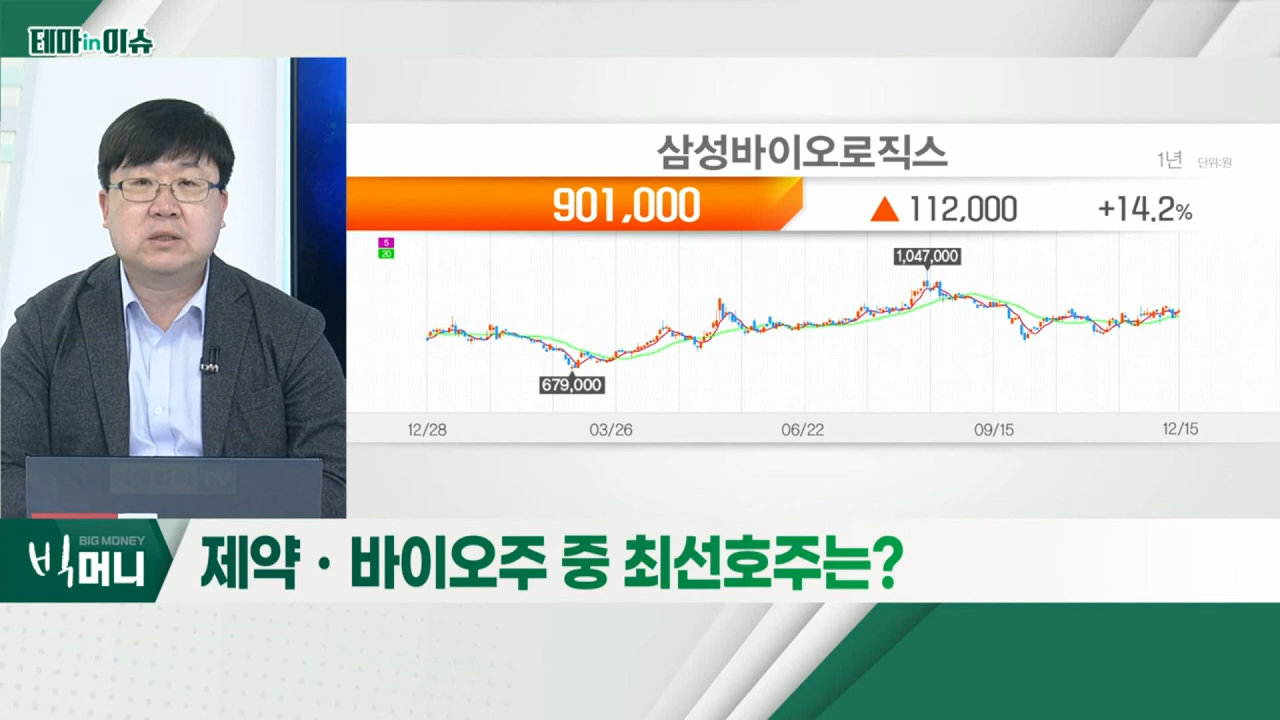 테마in이슈
삼성바이오로직스
1년 단위:원
901,000 ▲ 112,000 +14.2%
5
20
1,047,000
679,000
12/28 03/26 06/22 09/15 12/15
BIG MONEY
빅머니
제약·바이오주 중 최선호주는?